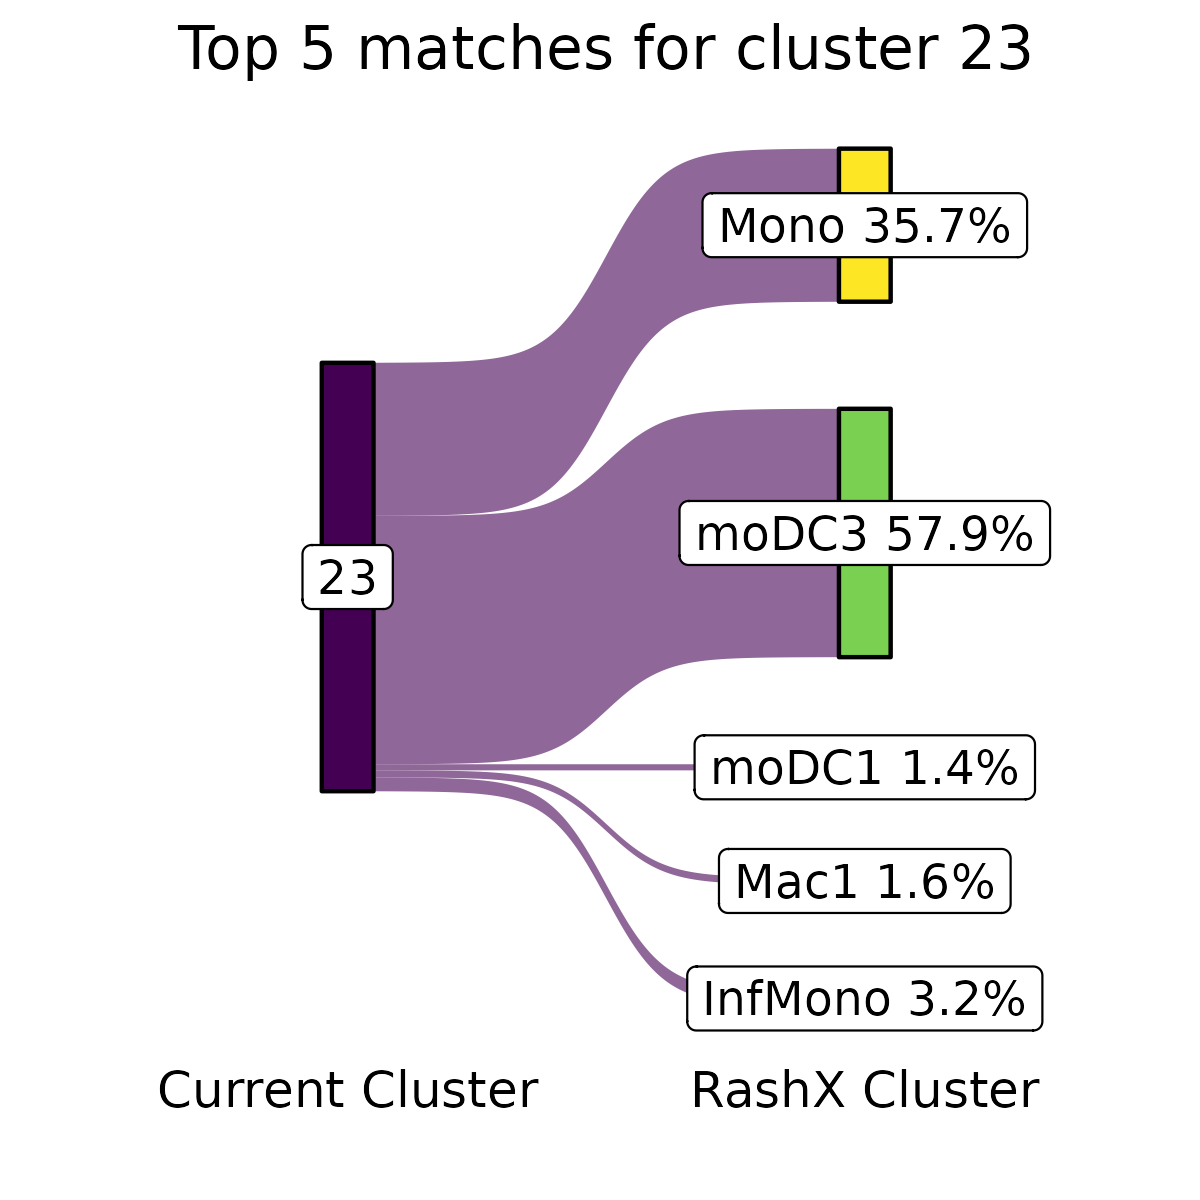 Top 5 matches for cluster 23
Mono 35.7%
moDC3 57.9%
23
moDC1 1.4%
Mac1 1.6%
InfMono 3.2%
Current Cluster
RashX Cluster